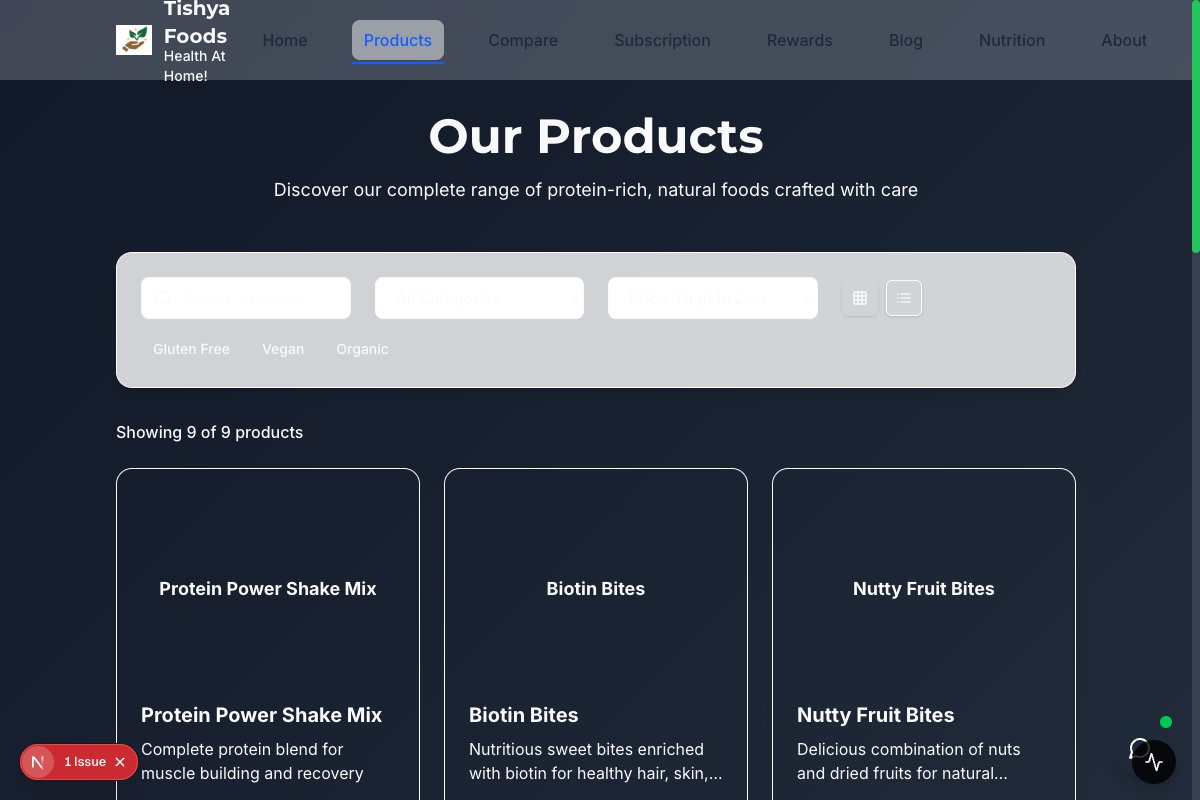 Tishya
Foods
Health At
Home!
Home Products Compare Subscription Rewards Blog Nutrition About
Our Products
Discover our complete range of protein-rich, natural foods crafted with care
Search products... All Categories Price: High to Low
Gluten Free Vegan Organic
Showing 9 of 9 products
Protein Power Shake Mix
Biotin Bites
Nutty Fruit Bites
Protein Power Shake Mix
Complete protein blend for
muscle building and recovery
Biotin Bites
Nutritious sweet bites enriched
with biotin for healthy hair, skin,...
Nutty Fruit Bites
Delicious combination of nuts
and dried fruits for natural...
N 1 Issue